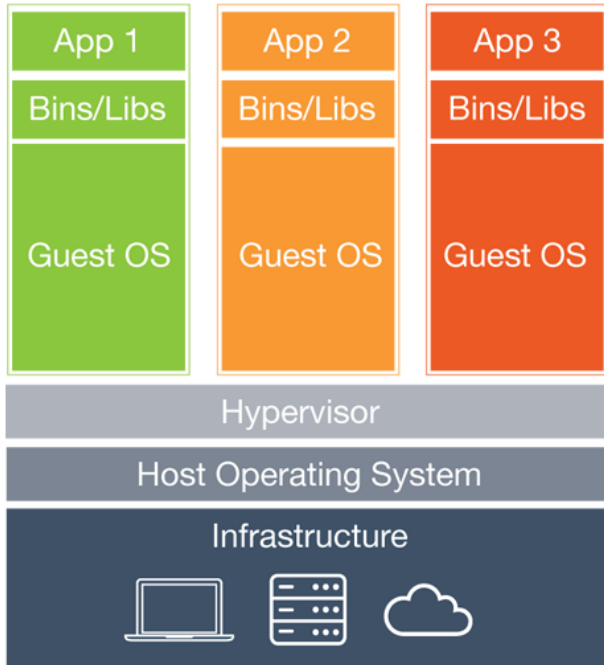 App 1
App 2
App 3
Bins/Libs
Bins/Libs
Bins/Libs
Guest OS
Guest OS
Guest OS
Hypervisor
Host Operating System
Infrastructure